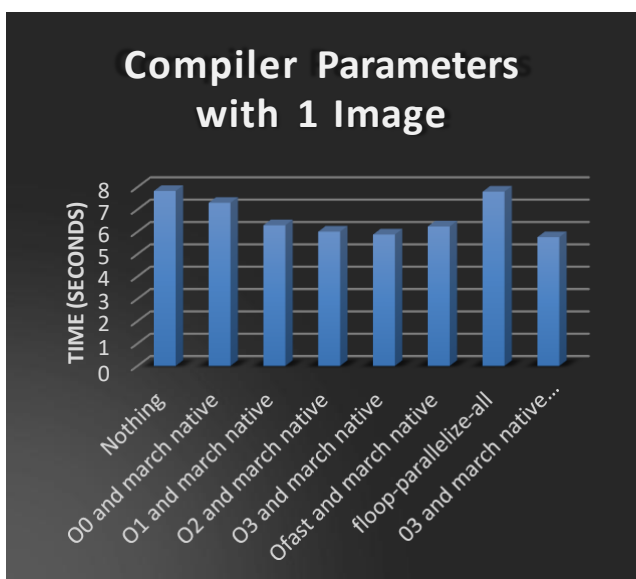 Compiler Parameters
with 1 Image
TIME (SECONDS)
8
7
6
5
4
3
2
1
0
Nothing
O0 and march native
O1 and march native
O2 and march native
O3 and march native
Ofast and march native
floop-parallelize-all
03 and march native...